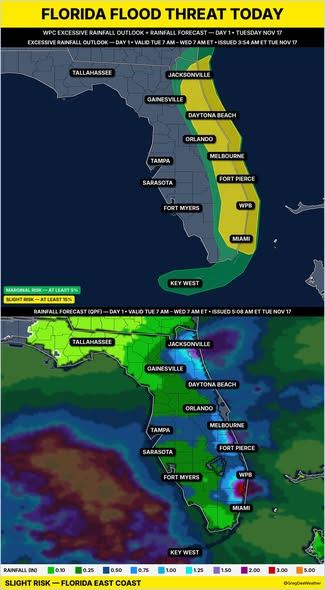 FLORIDA FLOOD THREAT TODAY
WPC EXCESSIVE RAINFALL OUTLOOK + RAINFALL FORECAST — DAY 1 • TUESDAY NOV 17
EXCESSIVE RAINFALL OUTLOOK — DAY 1 • VALID TUE 7 AM – WED 7 AM ET • ISSUED 3:54 AM ET TUE NOV 17
TALLAHASSEE
JACKSONVILLE
GAINESVILLE
DAYTONA BEACH
ORLANDO
MELBOURNE
TAMPA
FORT PIERCE
SARASOTA
WPB
FORT MYERS
MIAMI
KEY WEST
MARGINAL RISK — AT LEAST 5%
SLIGHT RISK — AT LEAST 15%
RAINFALL FORECAST (QPF) — DAY 1 • VALID TUE 7 AM – WED 7 AM ET • ISSUED 5:08 AM ET TUE NOV 17
TALLAHASSEE
JACKSONVILLE
GAINESVILLE
DAYTONA BEACH
ORLANDO
MELBOURNE
TAMPA
FORT PIERCE
SARASOTA
WPB
FORT MYERS
MIAMI
KEY WEST
RAINFALL (IN) 0.10 0.25 0.50 0.75 1.00 1.25 1.50 2.00 3.00 5.00
SLIGHT RISK — FLORIDA EAST COAST
@GregDeeWeather